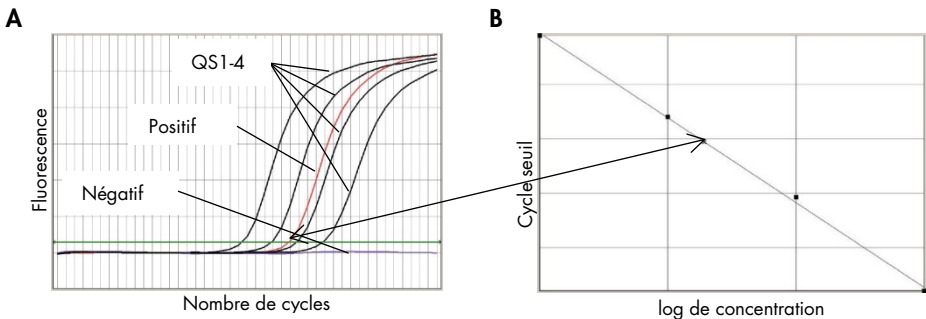 A
QS1-4
Positif
Négatif
Fluorescence
Nombre de cycles
B
Cycle seuil
log de concentration